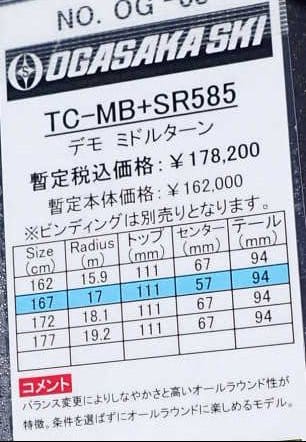 NO. OG-
OGASAKA SKI
TC-MB+SR585
デモ ミドルターン
暫定税込価格：￥178,200
暫定本体価格：￥162,000
※ビンディングは別売りとなります。
Size (cm) Radius (m) トップ (mm) センター (mm) テール (mm)
162 15.9 111 67 94
167 17 111 57 94
172 18.1 111 67 94
177 19.2 111 67 94
コメント
バランス変更によりしなやかさと高いオールラウンド性が
特徴。条件を選ばずにオールラウンドに楽しめるモデル。